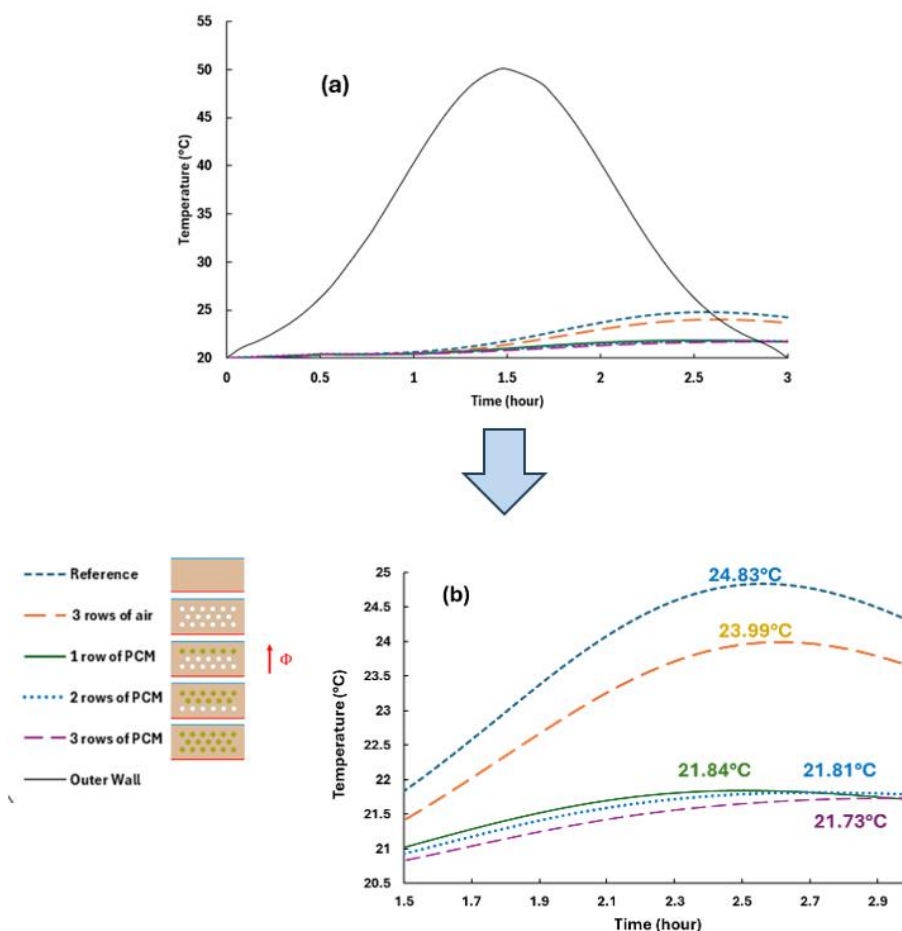 (a)
Temperature (°C)
55
50
45
40
35
30
25
20
0 0.5 1 1.5 2 2.5 3
Time (hour)
Reference
3 rows of air
1 row of PCM
2 rows of PCM
3 rows of PCM
Outer Wall
Φ
(b)
Temperature (°C)
25
24.5
24
23.5
23
22.5
22
21.5
21
20.5
24.83°C
23.99°C
21.84°C 21.81°C
21.73°C
1.5 1.7 1.9 2.1 2.3 2.5 2.7 2.9
Time (hour)